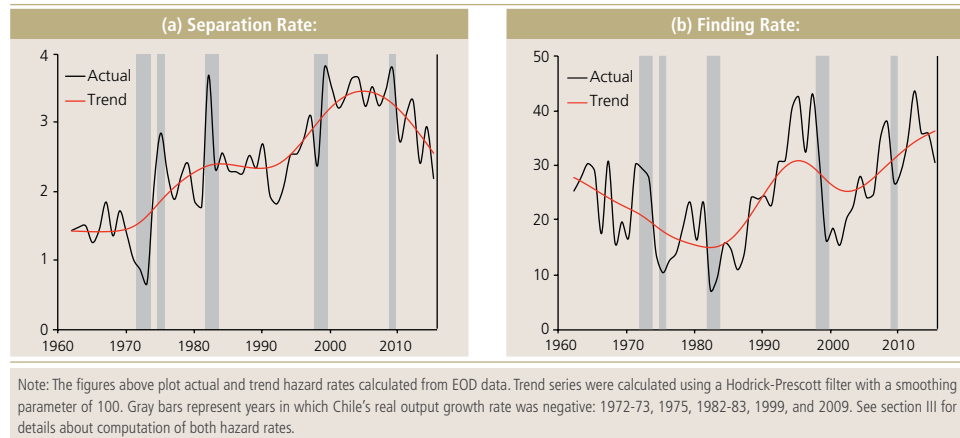 (a) Separation Rate:
4
3
2
1
0
Actual
Trend
1960 1970 1980 1990 2000 2010
(b) Finding Rate:
50
40
30
20
10
0
Actual
Trend
1960 1970 1980 1990 2000 2010
Note: The figures above plot actual and trend hazard rates calculated from EOD data. Trend series were calculated using a Hodrick-Prescott filter with a smoothing
parameter of 100. Gray bars represent years in which Chile's real output growth rate was negative: 1972-73, 1975, 1982-83, 1999, and 2009. See section III for
details about computation of both hazard rates.